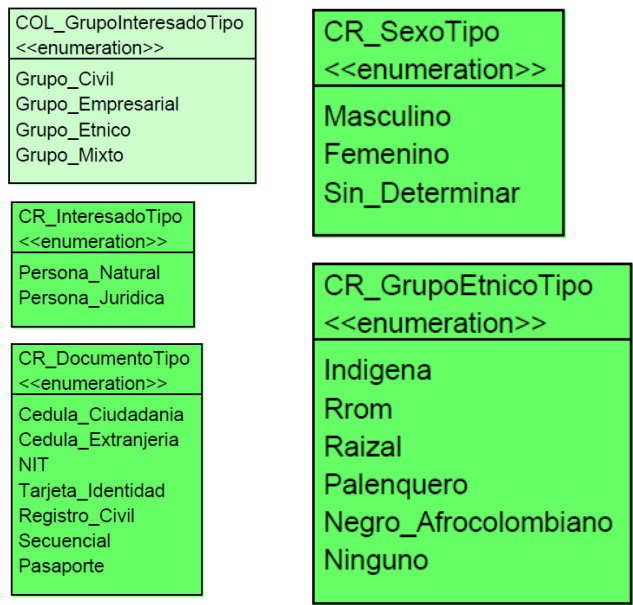 COL_GrupoInteresadoTipo
<<enumeration>>
Grupo_Civil
Grupo_Empresarial
Grupo_Etnico
Grupo_Mixto
CR_InteresadoTipo
<<enumeration>>
Persona_Natural
Persona_Juridica
CR_DocumentoTipo
<<enumeration>>
Cedula_Ciudadania
Cedula_Extranjeria
NIT
Tarjeta_Identidad
Registro_Civil
Secuencial
Pasaporte
CR_SexoTipo
<<enumeration>>
Masculino
Femenino
Sin_Determinar
CR_GrupoEtnicoTipo
<<enumeration>>
Indigena
Rrom
Raizal
Palenquero
Negro_Afrocolombiano
Ninguno